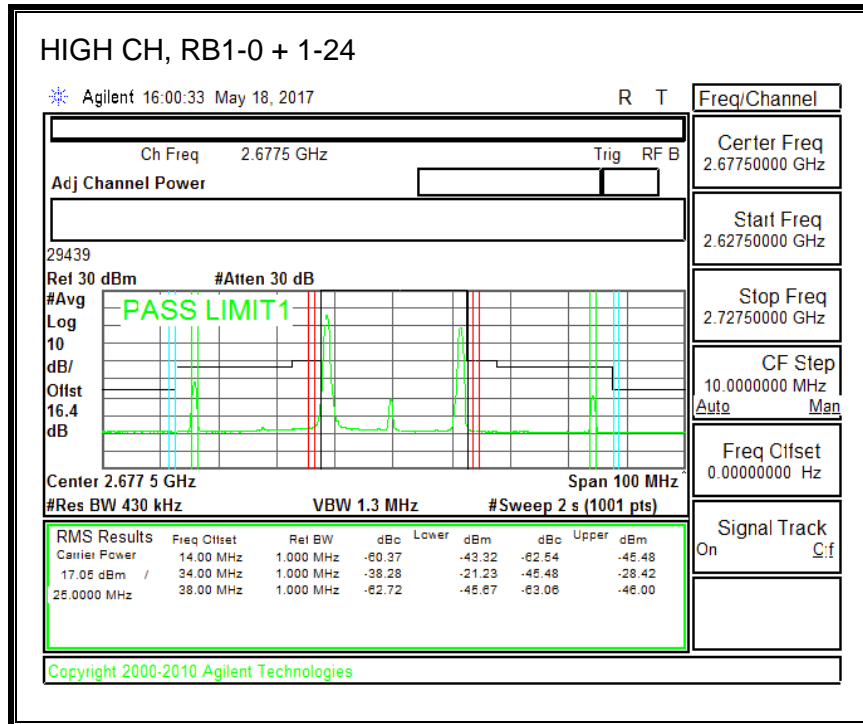 HIGH CH, RB1-0 + 1-24
Agilent 16:00:33 May 18, 2017 R T
Freq/Channel
Ch Freq 2.6775 GHz Trig RF B
Adj Channel Power
Center Freq
2.67750000 GHz
Start Freq
2.62750000 GHz
29439
Ref 30 dBm #Atten 30 dB
#Avg
Log
10
dB/
Offst
16.4
dB
PASS LIMIT1
Stop Freq
2.72750000 GHz
CF Step
10.0000000 MHz
Auto Man
Freq Offset
0.00000000 Hz
Center 2.677 5 GHz Span 100 MHz
#Res BW 430 kHz VBW 1.3 MHz #Sweep 2 s (1001 pts)
Signal Track
On Off
RMS Results Freq Offset Ref BW dBc Lower dBm dBc Upper dBm
Carrier Power 14.00 MHz 1.000 MHz -60.37 -43.32 -62.54 -45.48
17.05 dBm / 34.00 MHz 1.000 MHz -38.28 -21.23 -45.48 -28.42
25.0000 MHz 38.00 MHz 1.000 MHz -62.72 -45.67 -63.06 -46.00
Copyright 2000-2010 Agilent Technologies